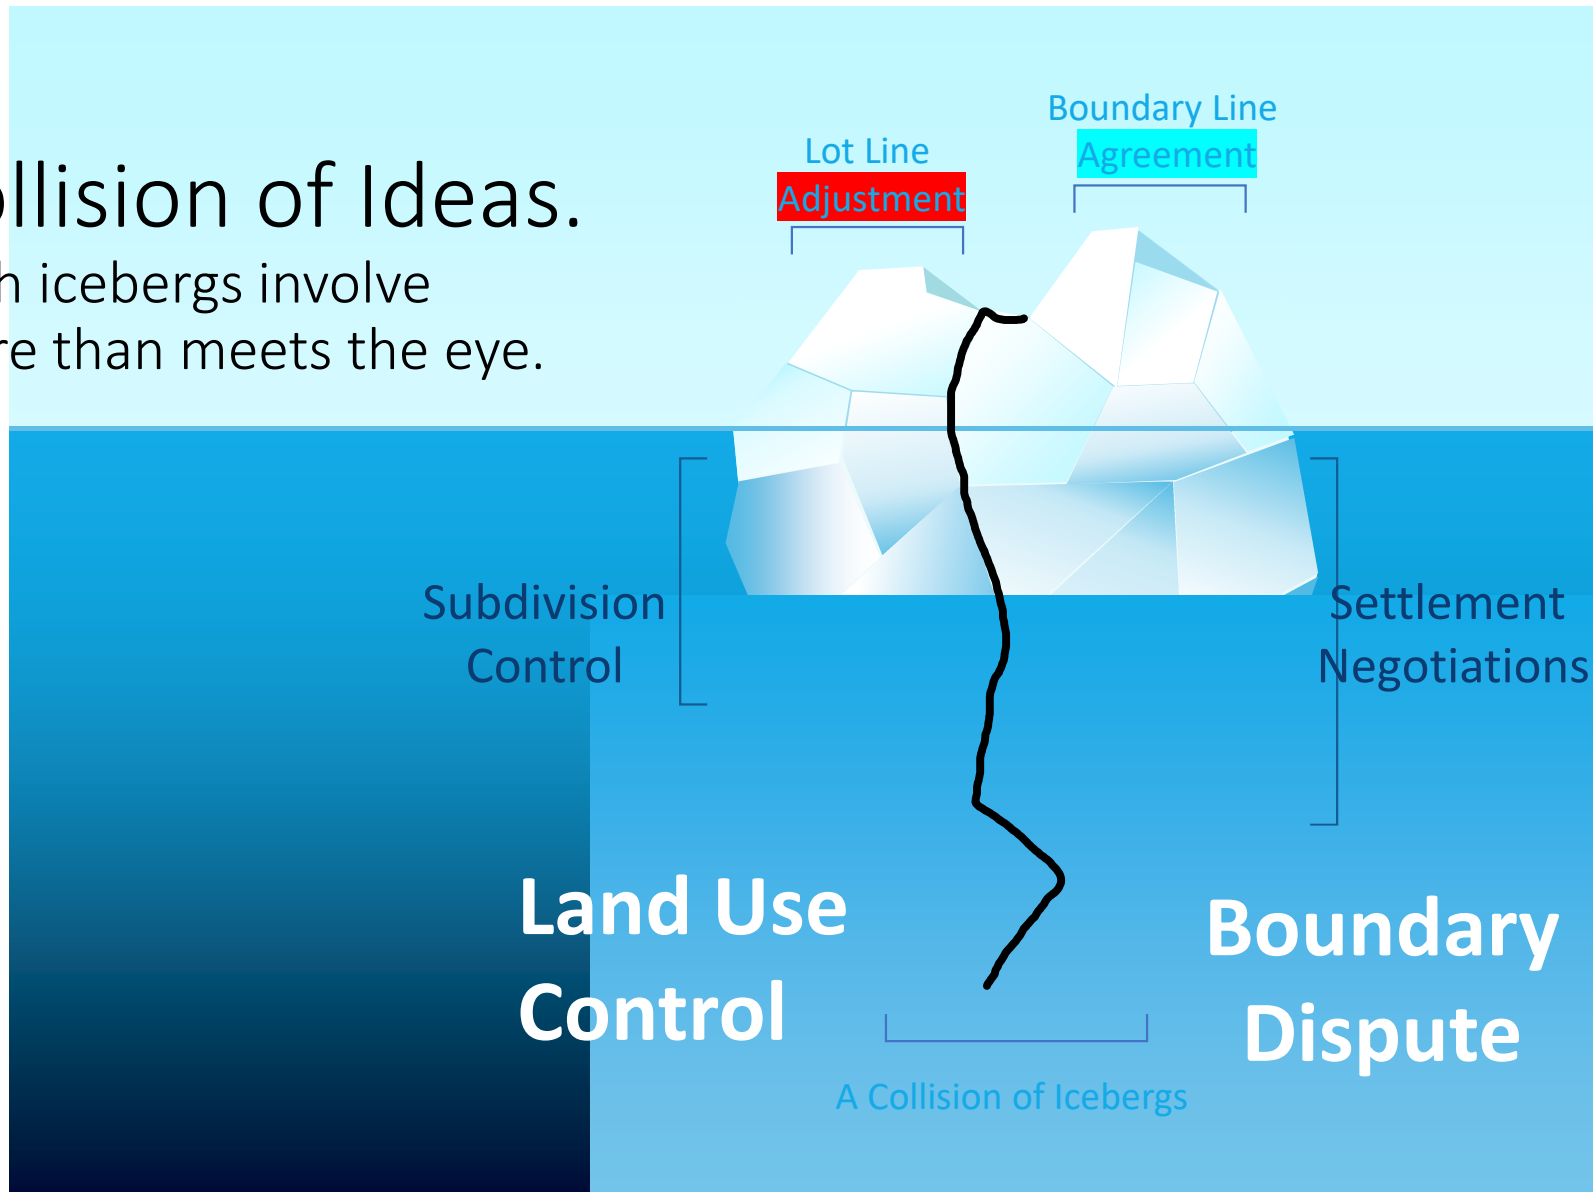 ollision of Ideas.
h icebergs involve
re than meets the eye.
Lot Line
Adjustment
Boundary Line
Agreement
Subdivision
Control
Settlement
Negotiations
Land Use
Control
Boundary
Dispute
A Collision of Icebergs